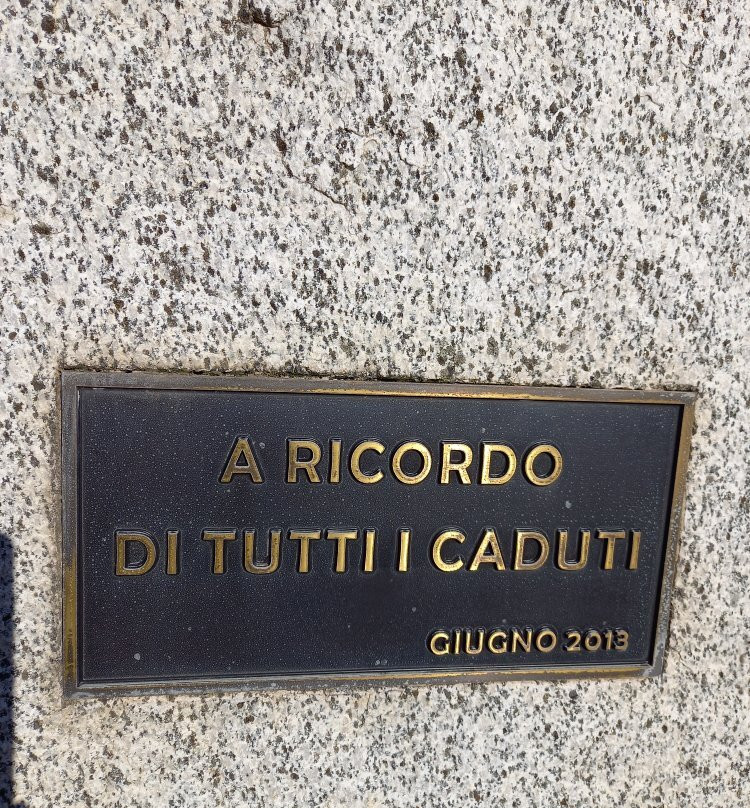 A RICORDO
DI TUTTI I CADUTI
GIUGNO 2013